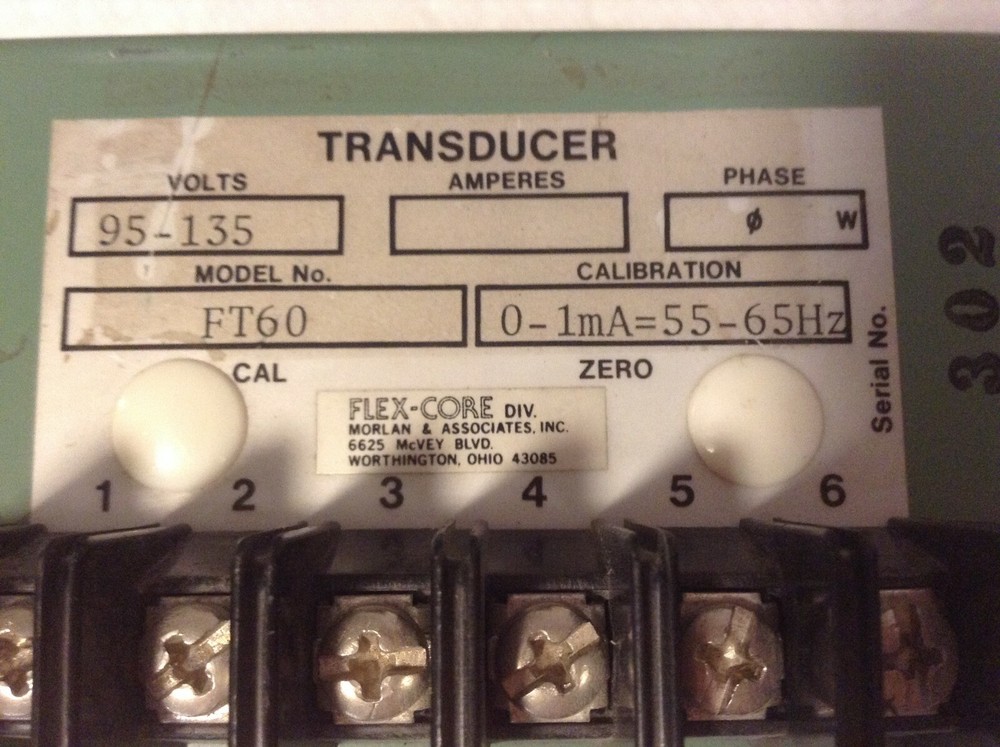 TRANSDUCER
VOLTS AMPERES PHASE
95-135 ø W
MODEL No. CALIBRATION
FT60 0-1mA=55-65Hz
CAL ZERO
FLEX-CORE DIV.
MORLAN & ASSOCIATES, INC.
6625 McVEY BLVD.
WORTHINGTON, OHIO 43085
1 2 3 4 5 6
Serial No.
302